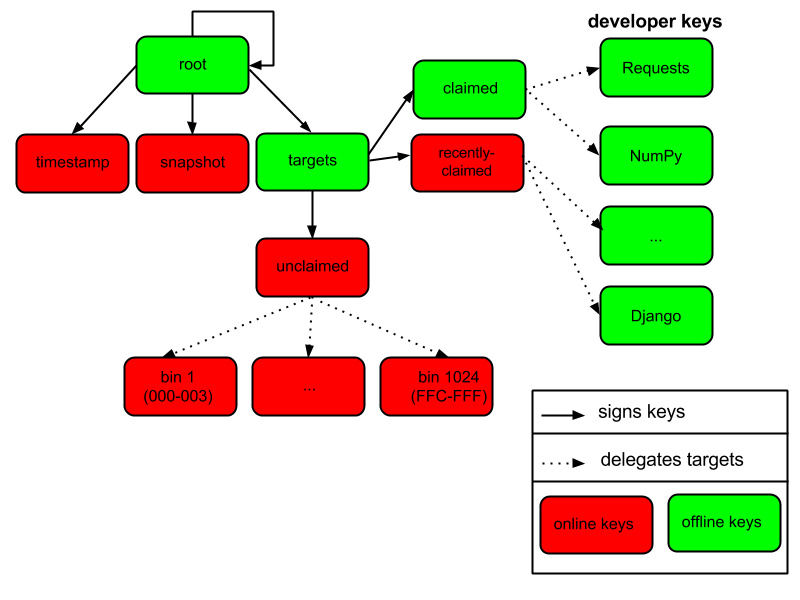 developer keys
root
claimed
Requests
timestamp
snapshot
targets
recently-
claimed
NumPy
...
unclaimed
Django
bin 1
(000-003)
...
bin 1024
(FFC-FFF)
signs keys
delegates targets
online keys
offline keys